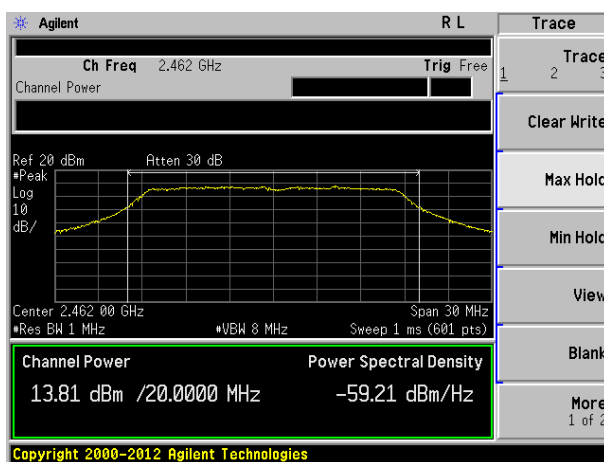 Agilent R L Trace
Ch Freq 2.462 GHz Trig Free
Channel Power
Trace
1 2 3
Clear Write
Ref 20 dBm Atten 30 dB
#Peak
Log
10
dB/
Max Hold
Min Hold
View
Center 2.462 00 GHz Span 30 MHz
#Res BW 1 MHz #VBW 8 MHz Sweep 1 ms (601 pts)
Blank
Channel Power Power Spectral Density
13.81 dBm /20.0000 MHz -59.21 dBm/Hz
More
1 of 2
Copyright 2000-2012 Agilent Technologies